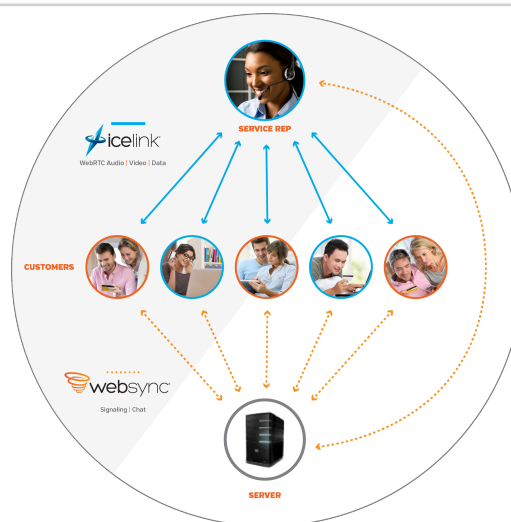 SERVICE REP
icelink
WebRTC Audio | Video | Data
CUSTOMERS
websync
Signaling | Chat
SERVER